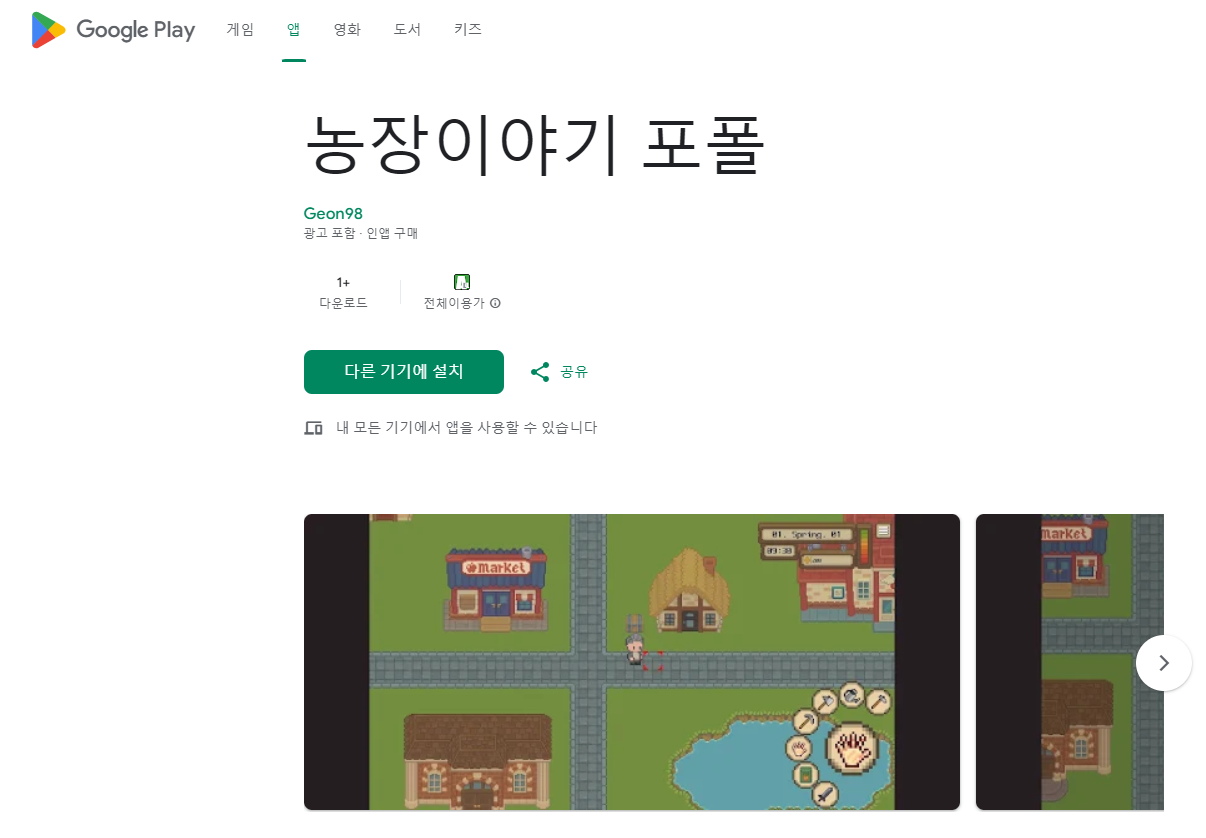 Google Play 게임 앱 영화 도서 키즈
농장이야기 포폴
Geon98
광고 포함 · 인앱 구매
1+
다운로드
전체이용가
다른 기기에 설치
공유
내 모든 기기에서 앱을 사용할 수 있습니다
01. Spring. 01
09:30
market
market